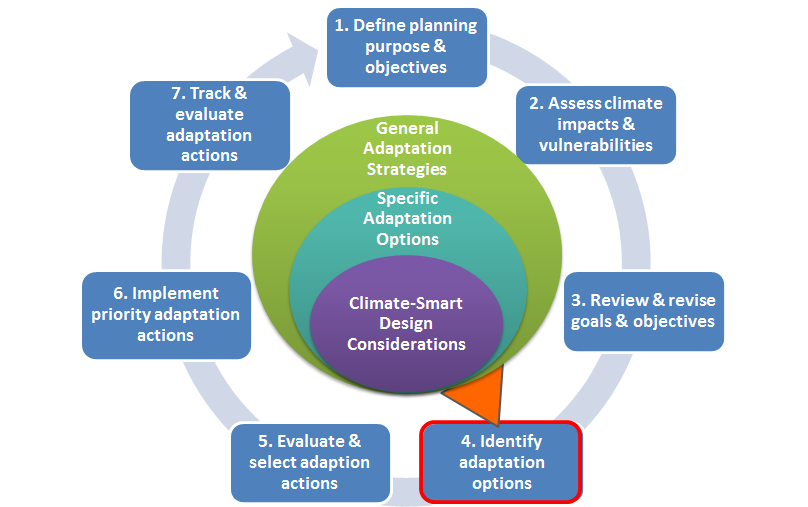 1. Define planning
purpose &
objectives
2. Assess climate
impacts &
vulnerabilities
3. Review & revise
goals & objectives
4. Identify
adaptation
options
5. Evaluate &
select adaption
actions
6. Implement
priority adaptation
actions
7. Track &
evaluate
adaptation
actions
General
Adaptation
Strategies
Specific
Adaptation
Options
Climate-Smart
Design
Considerations